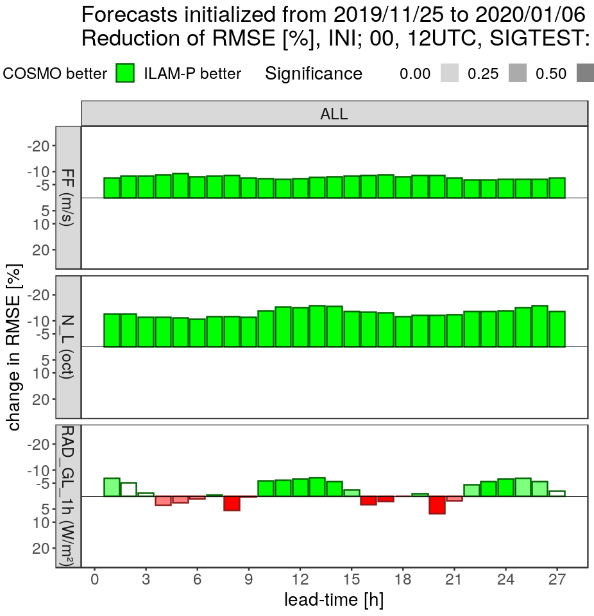 Forecasts initialized from 2019/11/25 to 2020/01/06
Reduction of RMSE [%], INI; 00, 12UTC, SIGTEST:
COSMO better ILAM-P better Significance 0.00 0.25 0.50
ALL
-20
-10
-5
5
10
20
FF (m/s)
-20
-10
-5
5
10
20
N_L (oct)
-20
-10
-5
5
10
20
RAD_GL_1h (W/m²)
change in RMSE [%]
0 3 6 9 12 15 18 21 24 27
lead-time [h]